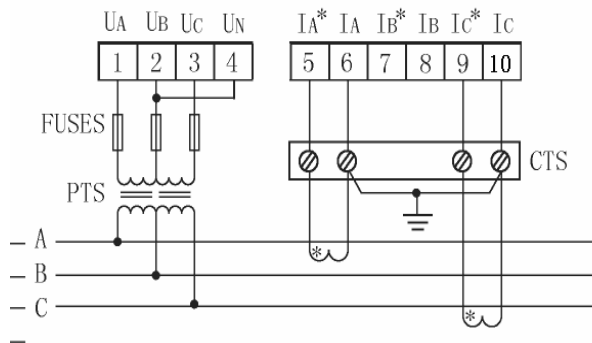 UA UB UC UN IA* IA IB* IB IC* IC
1 2 3 4 5 6 7 8 9 10
FUSES
CTS
PTS
A
*
B
C
*